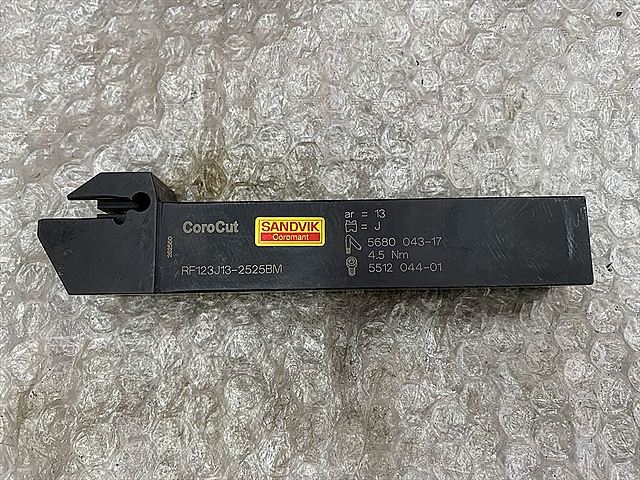 CoroCut
SANDVIK
Coromant
RF123J13-2525BM
ar = 13
= J
5680 043-17
4.5 Nm
5512 044-01